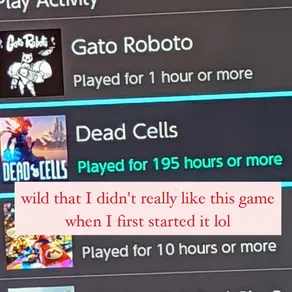 Play Activity
Gato Roboto
Gato Roboto
Played for 1 hour or more
Dead Cells
DEAD CELLS
Played for 195 hours or more
wild that I didn't really like this game
when I first started it lol
Played for 10 hours or more